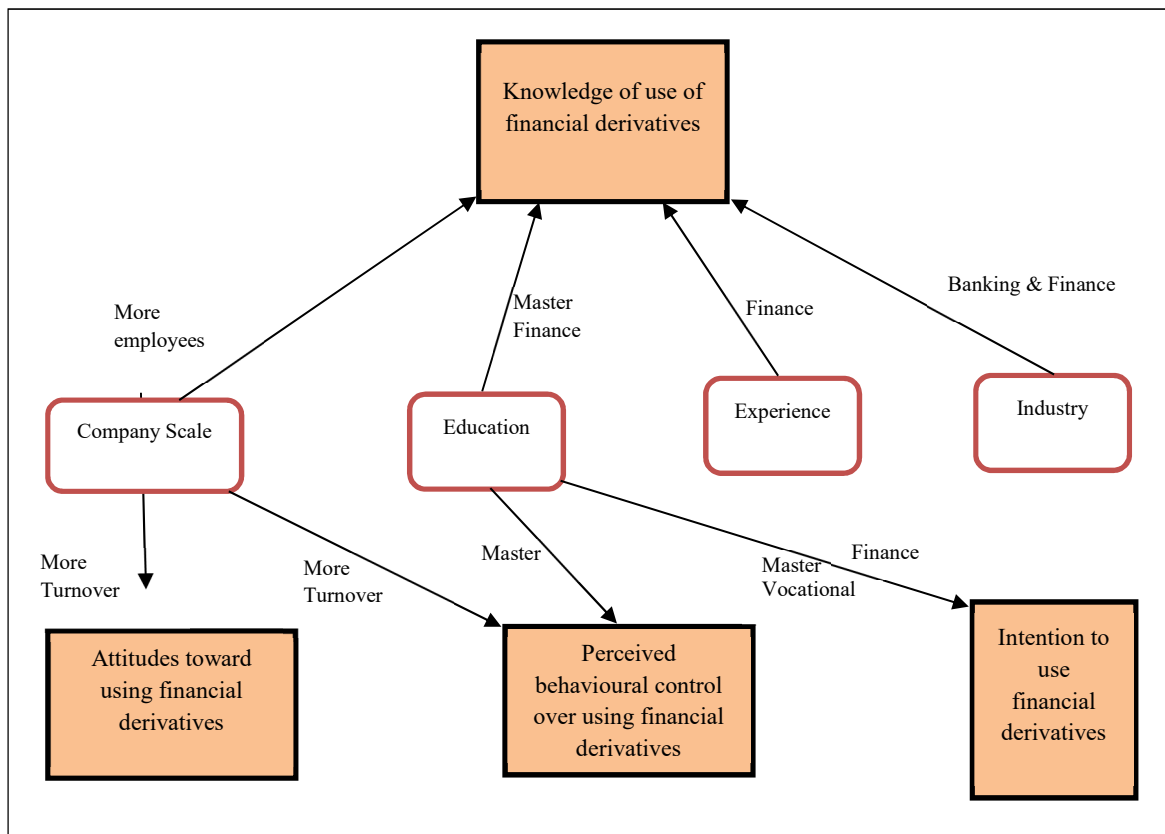 Knowledge of use of
financial derivatives
Banking & Finance
Master
Finance
Finance
More
employees
Company Scale
Education
Experience
Industry
More
Turnover
More
Turnover
Master
Finance
Master
Vocational
Attitudes toward
using financial
derivatives
Perceived
behavioural control
over using financial
derivatives
Intention to
use
financial
derivatives